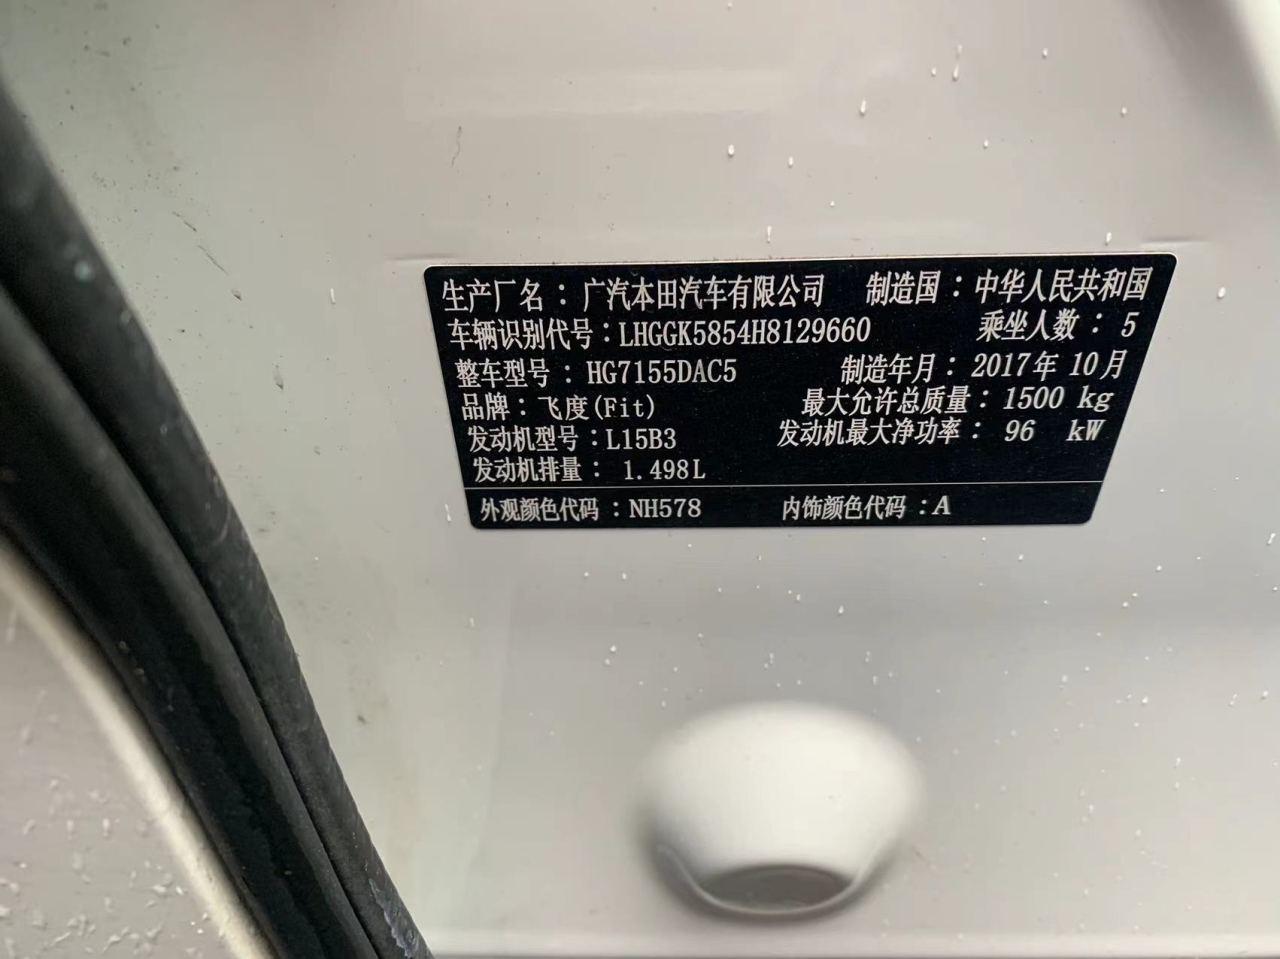 生产厂名：广汽本田汽车有限公司 制造国：中华人民共和国
车辆识别代号：LHGGK5854H8129660 乘坐人数：5
整车型号：HG7155DAC5 制造年月：2017年10月
品牌：飞度(Fit) 最大允许总质量：1500 kg
发动机型号：L15B3 发动机最大净功率：96 kW
发动机排量：1.498L
外观颜色代码：NH578 内饰颜色代码：A